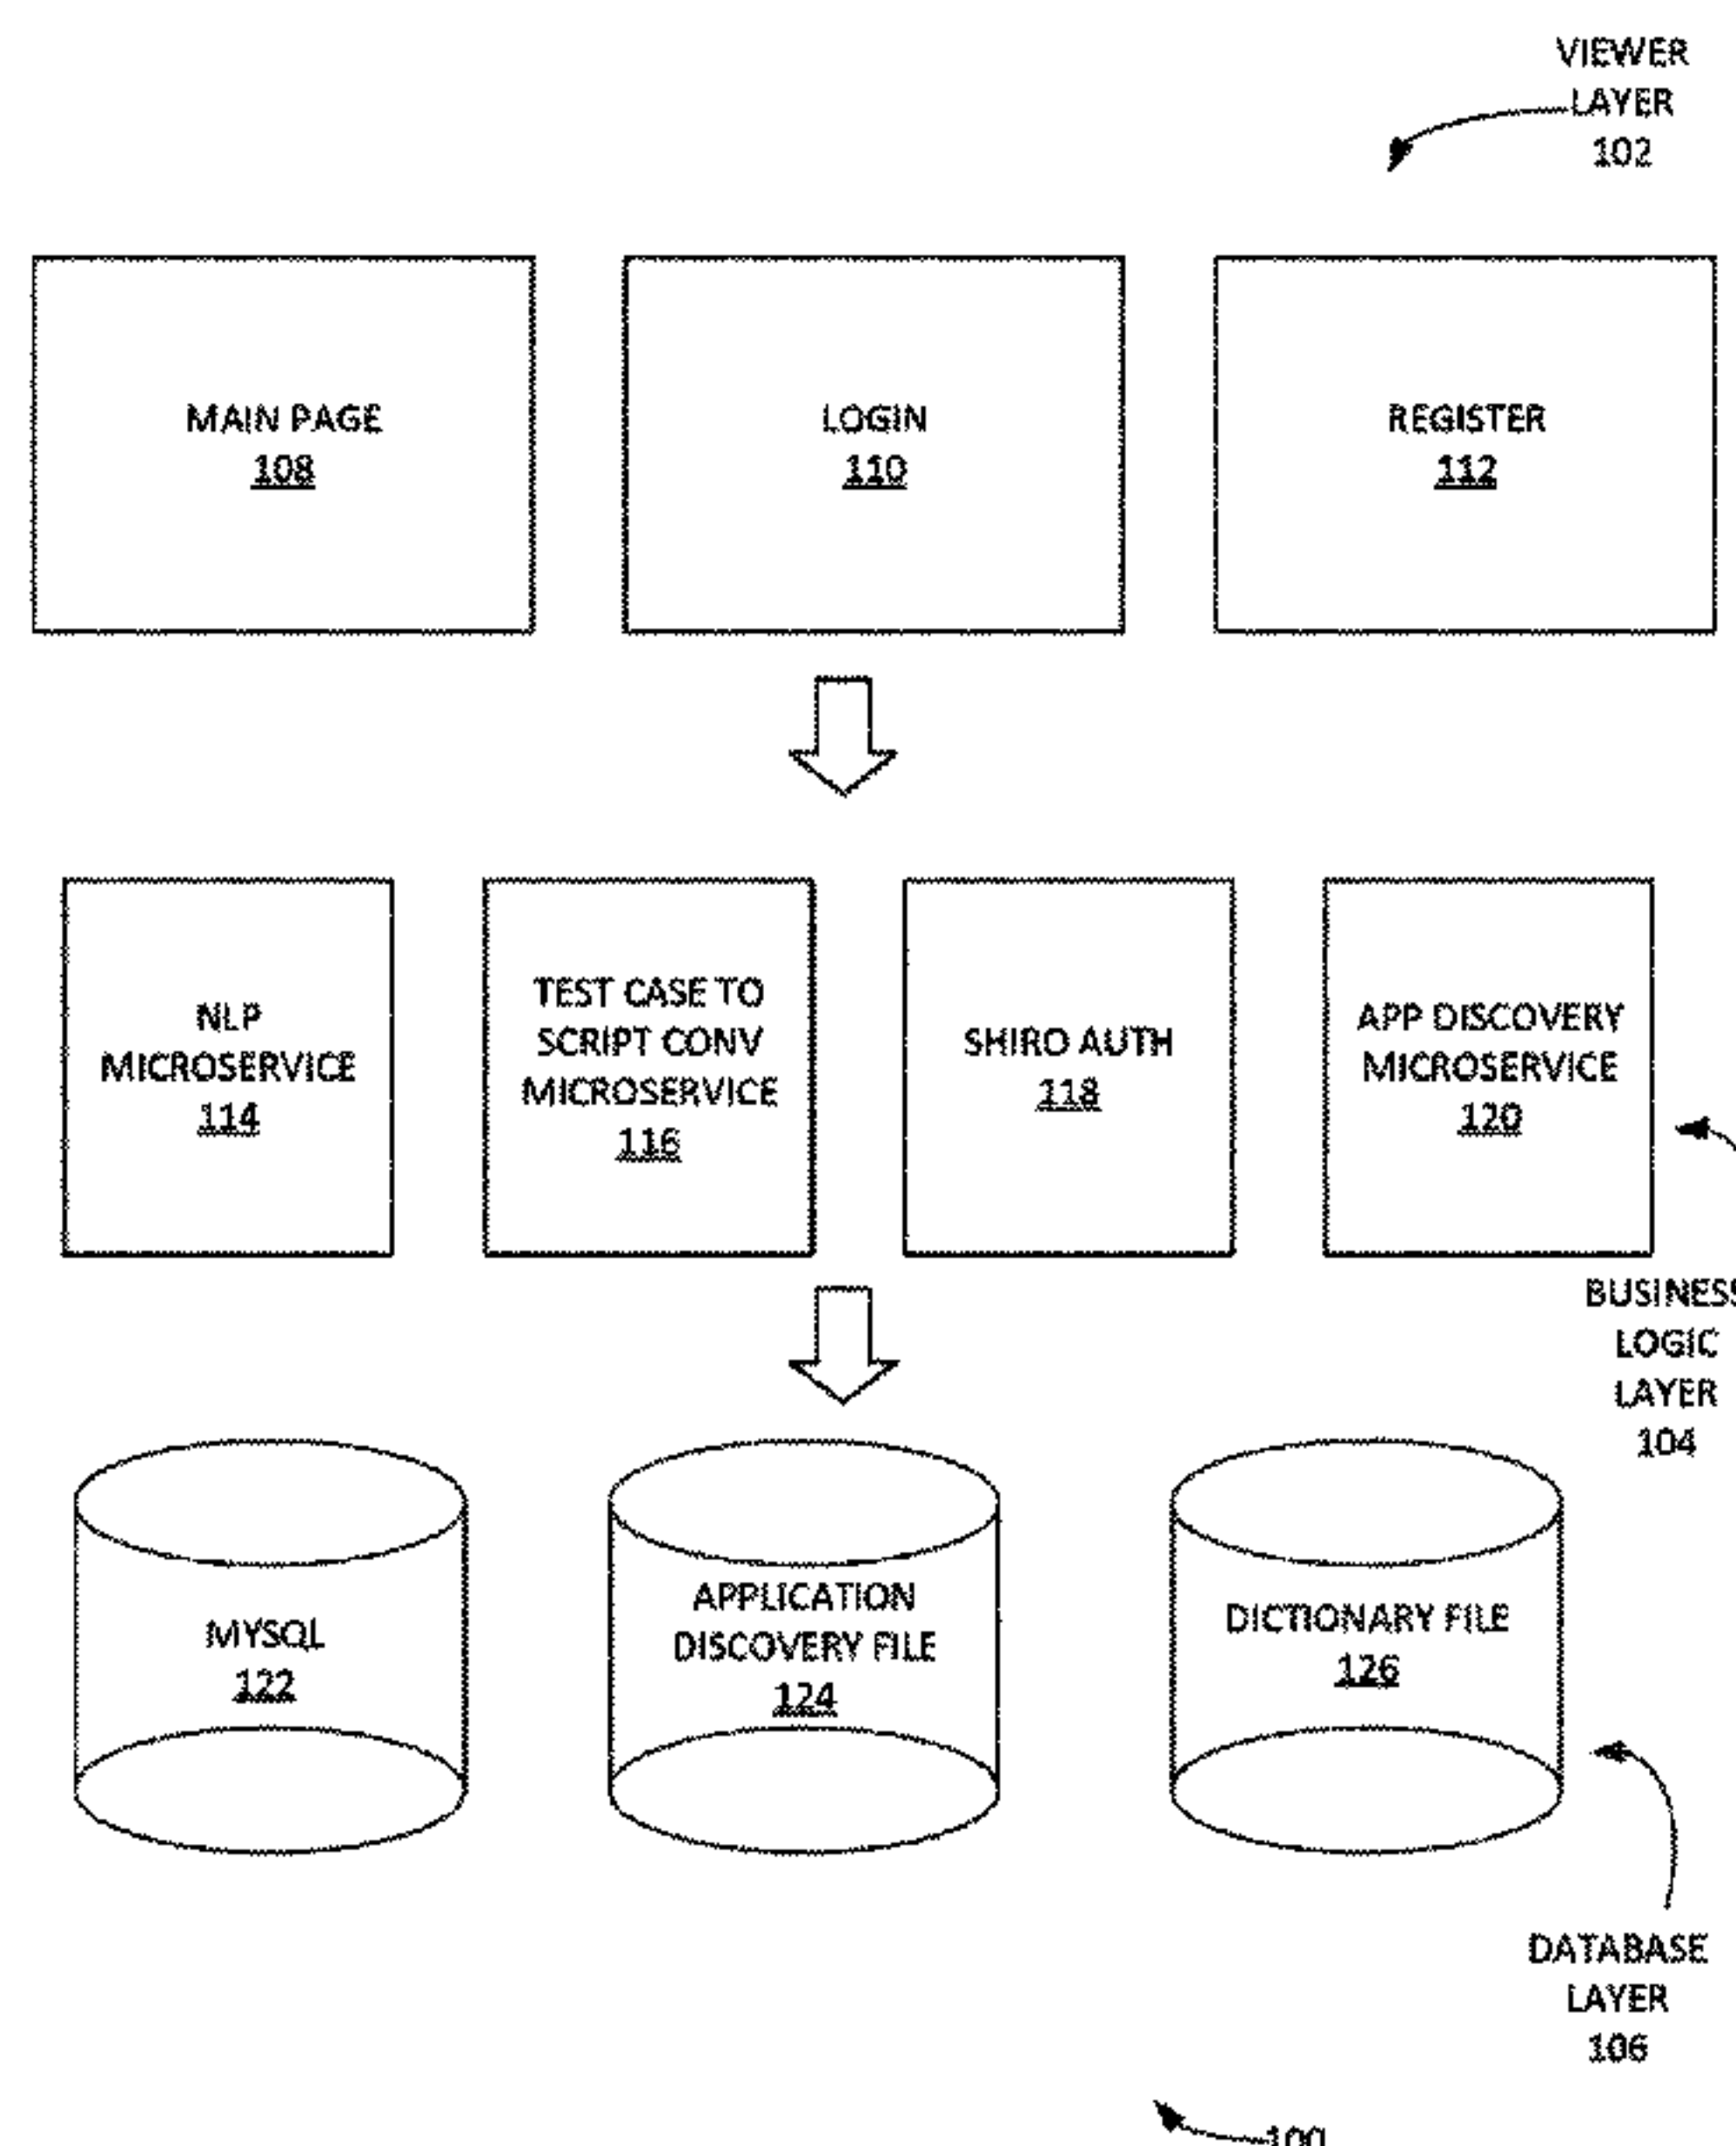 VIEWER
LAYER
102
MAIN PAGE
108
LOGIN
110
REGISTER
112
NLP
MICROSERVICE
114
TEST CASE TO
SCRIPT CONV
MICROSERVICE
116
SHIRO AUTH
118
APP DISCOVERY
MICROSERVICE
120
BUSINESS
LOGIC
LAYER
104
MYSQL
122
APPLICATION
DISCOVERY FILE
124
DICTIONARY FILE
126
DATABASE
LAYER
106
100